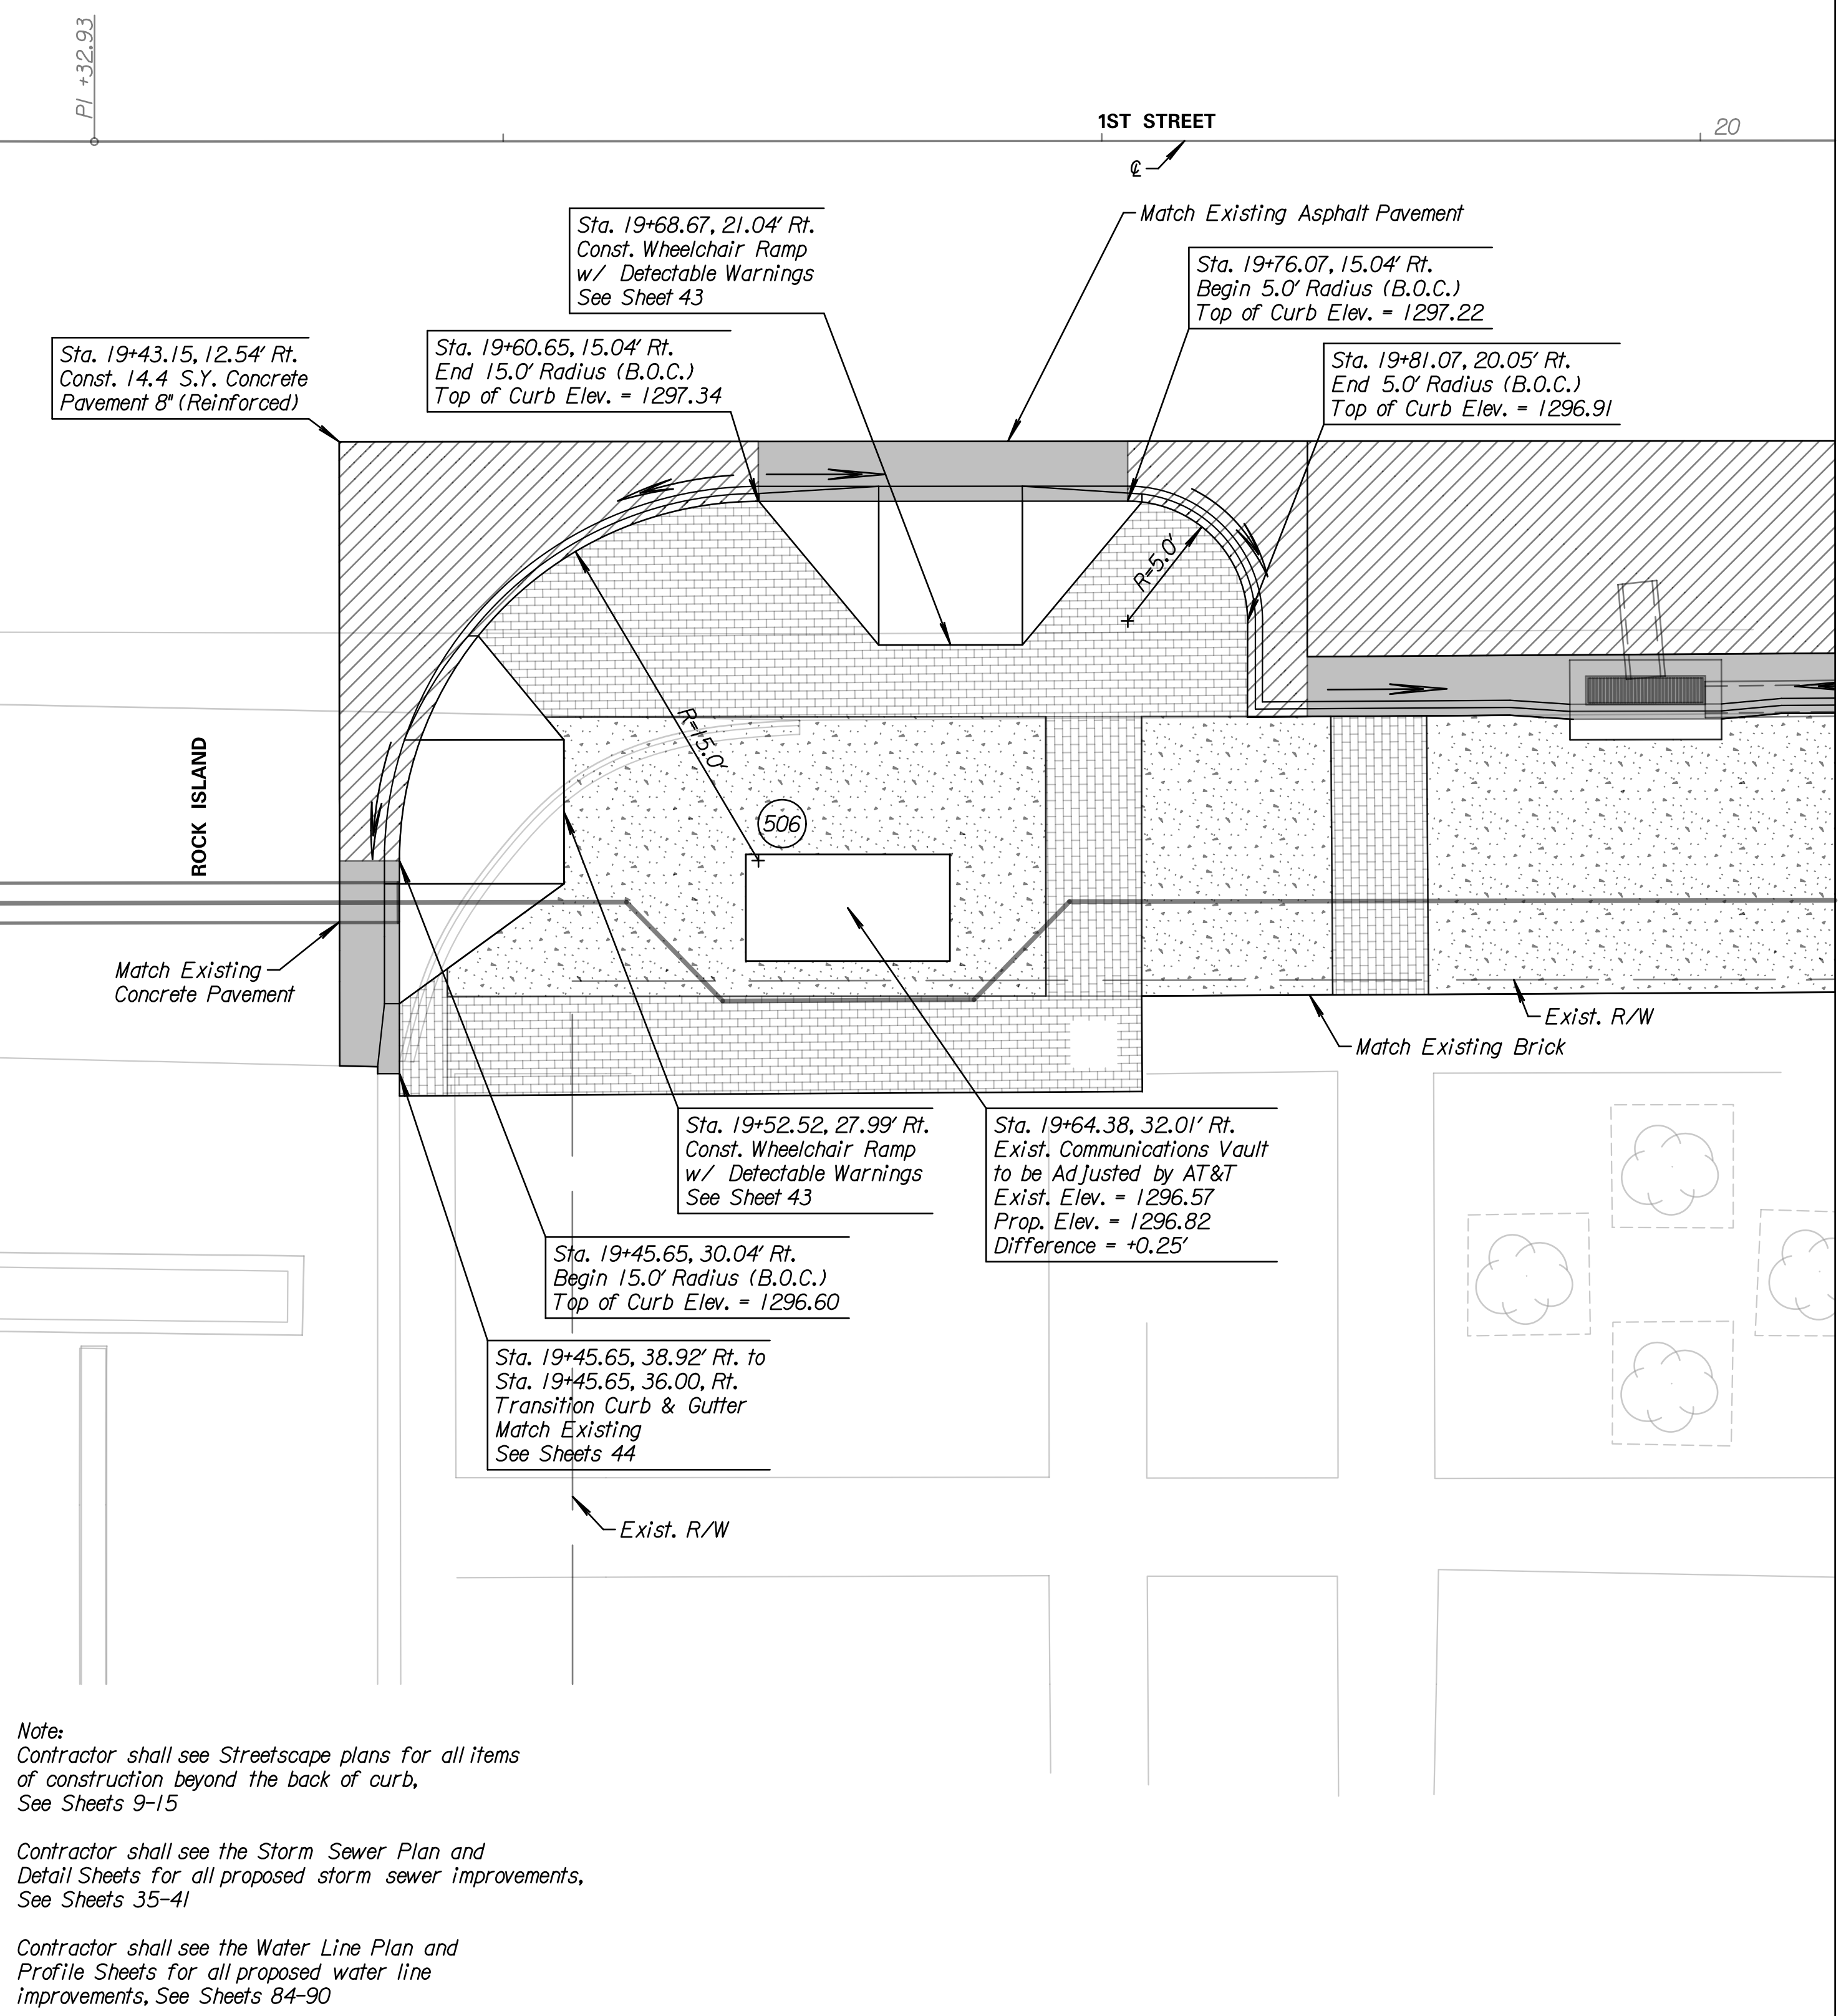 PI +32.93
1ST STREET
20
℄
Match Existing Asphalt Pavement
Sta. 19+68.67, 21.04' Rt.
Const. Wheelchair Ramp
w/ Detectable Warnings
See Sheet 43
Sta. 19+76.07, 15.04' Rt.
Begin 5.0' Radius (B.O.C.)
Top of Curb Elev. = 1297.22
Sta. 19+43.15, 12.54' Rt.
Const. 14.4 S.Y. Concrete
Pavement 8" (Reinforced)
Sta. 19+60.65, 15.04' Rt.
End 15.0' Radius (B.O.C.)
Top of Curb Elev. = 1297.34
Sta. 19+81.07, 20.05' Rt.
End 5.0' Radius (B.O.C.)
Top of Curb Elev. = 1296.91
R=5.0'
R=15.0'
ROCK ISLAND
506
Match Existing
Concrete Pavement
Exist. R/W
Match Existing Brick
Sta. 19+52.52, 27.99' Rt.
Const. Wheelchair Ramp
w/ Detectable Warnings
See Sheet 43
Sta. 19+64.38, 32.01' Rt.
Exist. Communications Vault
to be Adjusted by AT&T
Exist. Elev. = 1296.57
Prop. Elev. = 1296.82
Difference = +0.25'
Sta. 19+45.65, 30.04' Rt.
Begin 15.0' Radius (B.O.C.)
Top of Curb Elev. = 1296.60
Sta. 19+45.65, 38.92' Rt. to
Sta. 19+45.65, 36.00, Rt.
Transition Curb & Gutter
Match Existing
See Sheets 44
Exist. R/W
Note:
Contractor shall see Streetscape plans for all items
of construction beyond the back of curb,
See Sheets 9-15
Contractor shall see the Storm Sewer Plan and
Detail Sheets for all proposed storm sewer improvements,
See Sheets 35-41
Contractor shall see the Water Line Plan and
Profile Sheets for all proposed water line
improvements, See Sheets 84-90